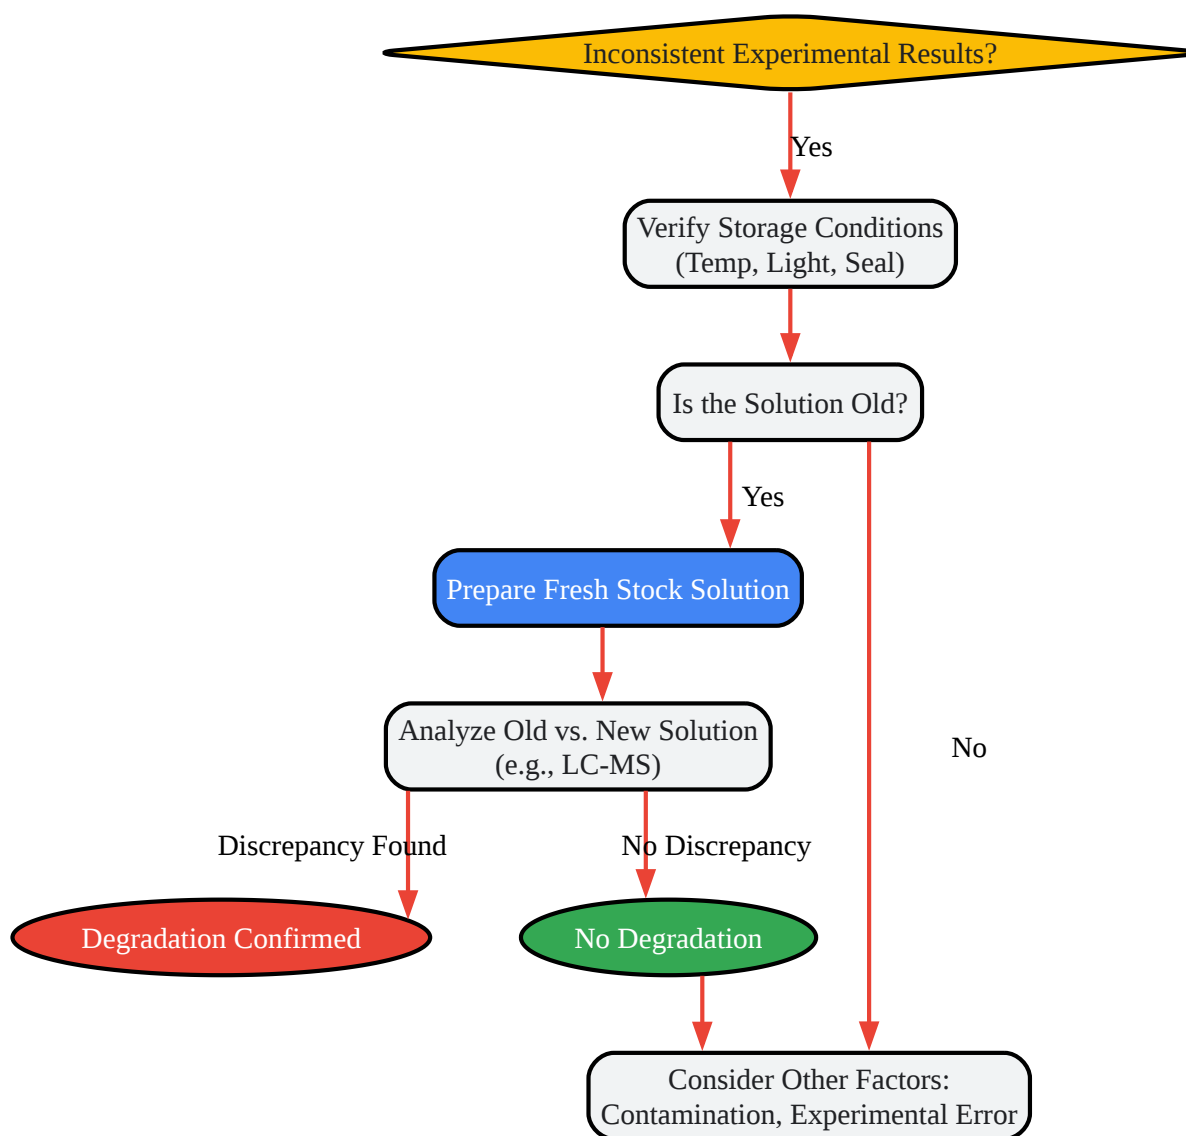 Inconsistent Experimental Results?
Yes
Verify Storage Conditions
(Temp, Light, Seal)
Is the Solution Old?
Yes
Prepare Fresh Stock Solution
Analyze Old vs. New Solution
(e.g., LC-MS)
No
Discrepancy Found
No Discrepancy
Degradation Confirmed
No Degradation
Consider Other Factors:
Contamination, Experimental Error